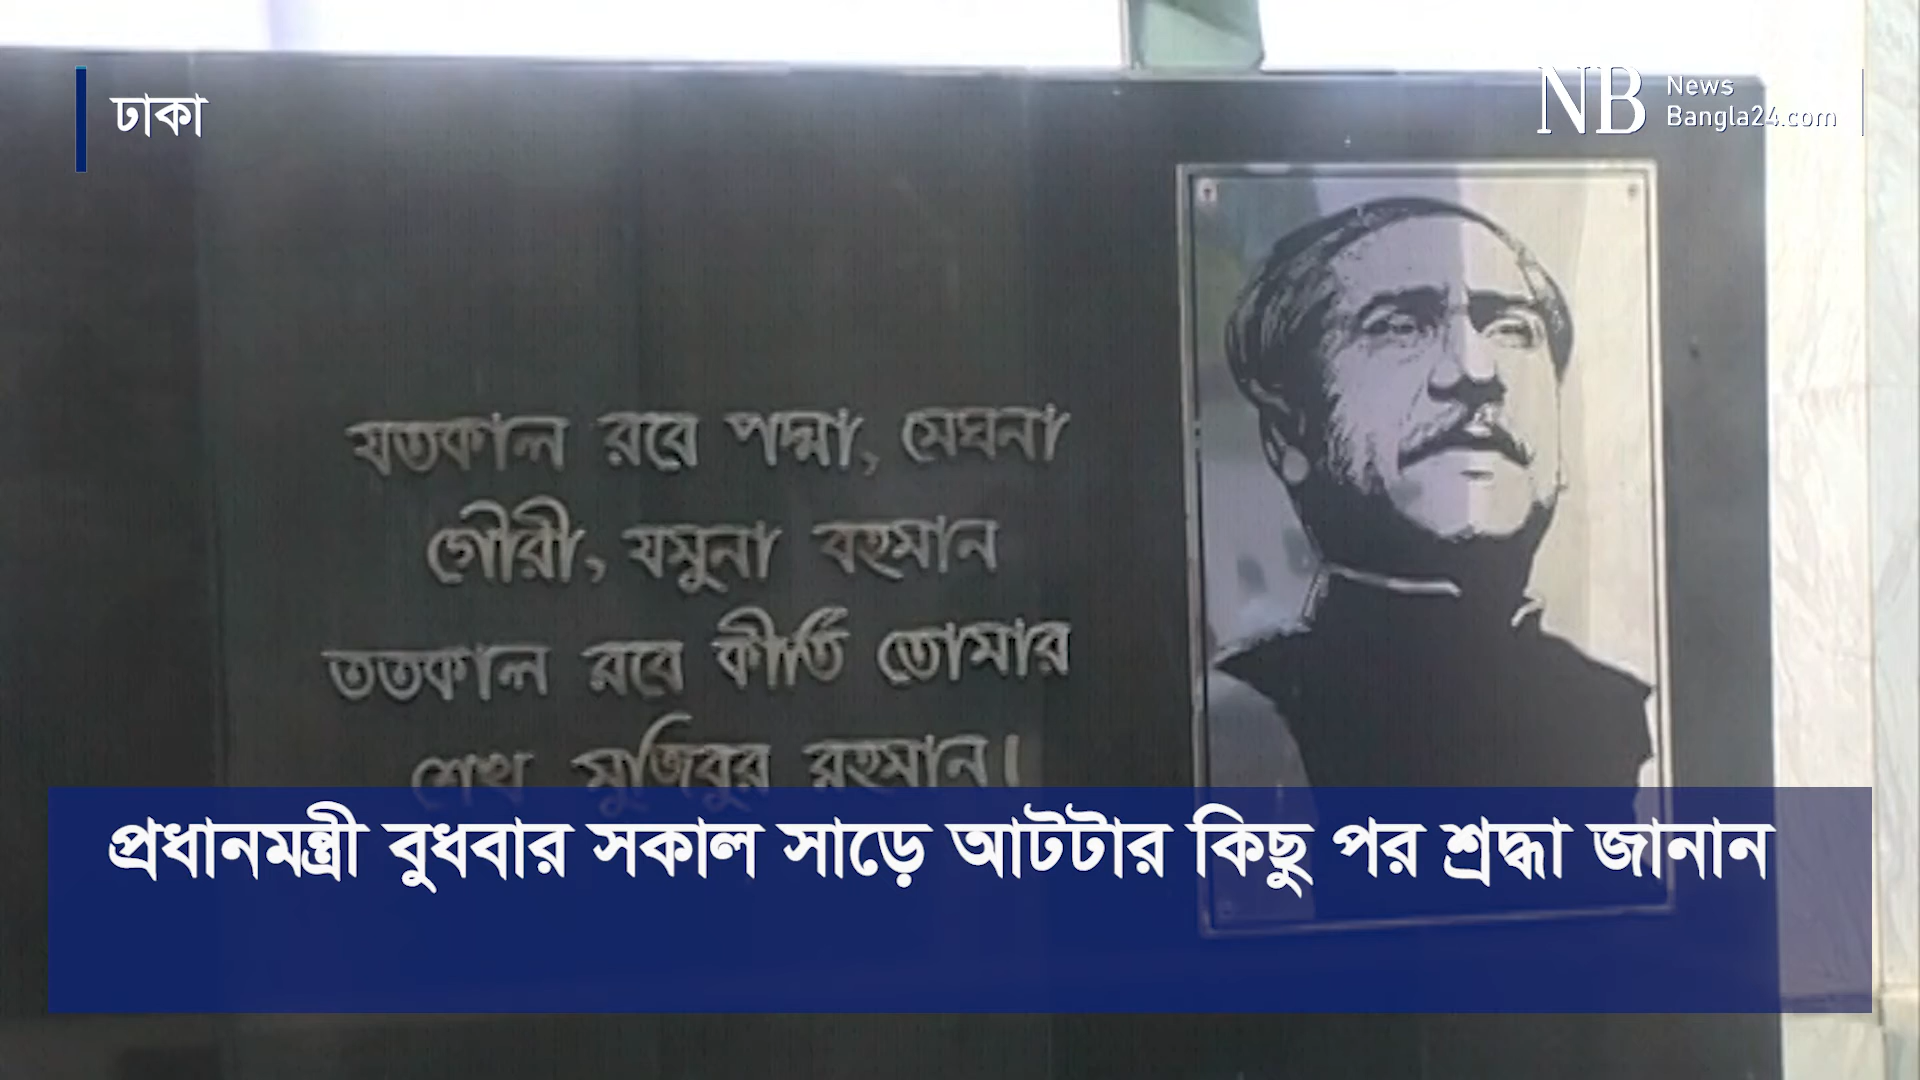 ঢাকা
NB News
Bangla24.com
যতকাল রবে পদ্মা, মেঘনা
গৌরী, যমুনা বহমান
ততকাল রবে কীর্তি তোমার
শেখ মুজিবুর রহমান।
প্রধানমন্ত্রী বুধবার সকাল সাড়ে আটটার কিছু পর শ্রদ্ধা জানান